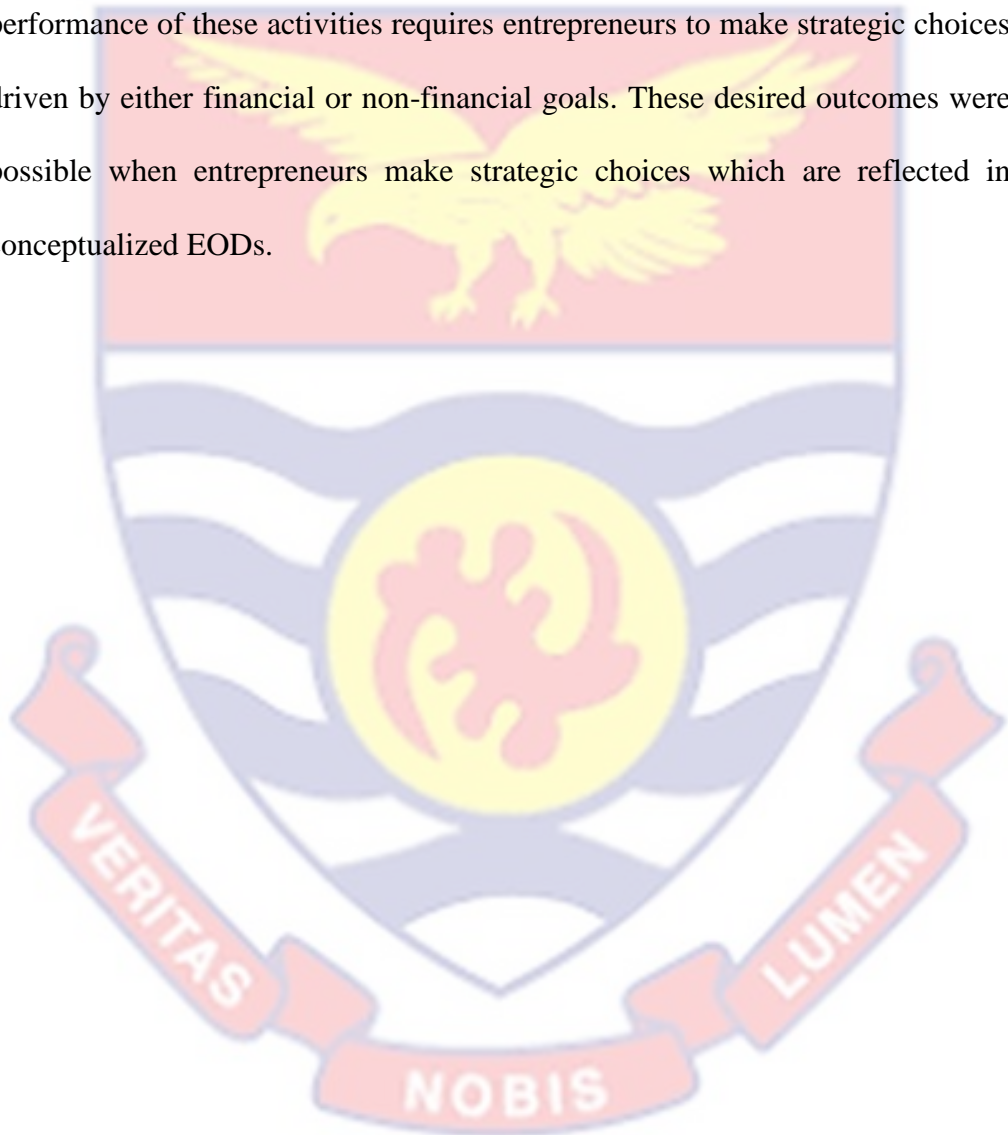 performance of these activities requires entrepreneurs to make strategic choices
driven by either financial or non-financial goals. These desired outcomes were
possible when entrepreneurs make strategic choices which are reflected in
conceptualized EODs.
VERITAS
NOBIS
LUMEN